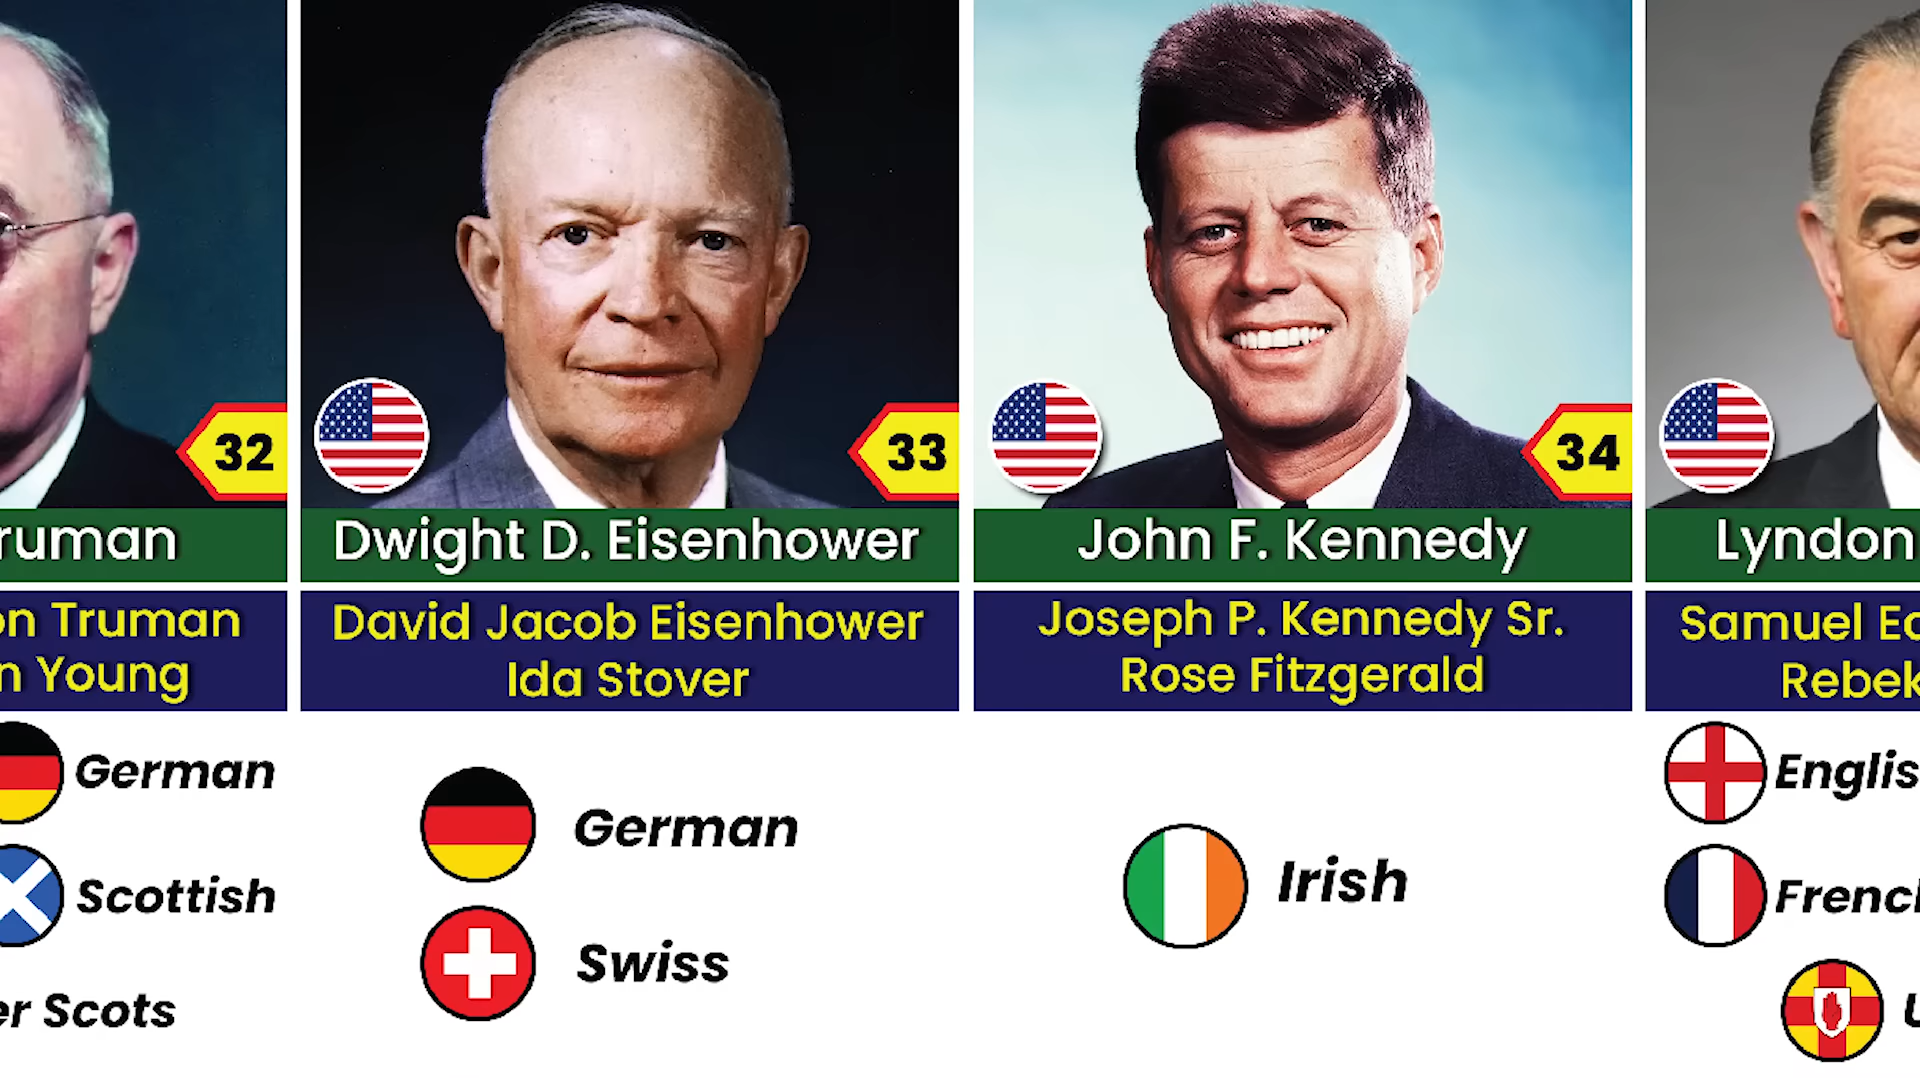 32
33
34
ruman
Dwight D. Eisenhower
John F. Kennedy
Lyndon
on Truman
n Young
David Jacob Eisenhower
Ida Stover
Joseph P. Kennedy Sr.
Rose Fitzgerald
Samuel Ea
Rebek
German
Scottish
er Scots
German
Swiss
Irish
Englis
French
U